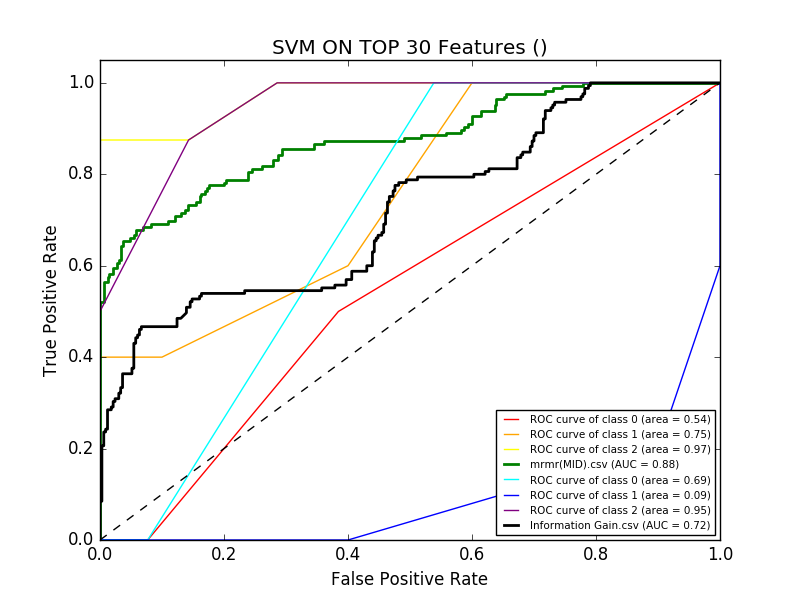 SVM ON TOP 30 Features ()
True Positive Rate
1.0
0.8
0.6
0.4
0.2
0.0
ROC curve of class 0 (area = 0.54)
ROC curve of class 1 (area = 0.75)
ROC curve of class 2 (area = 0.97)
mrmr(MID).csv (AUC = 0.88)
ROC curve of class 0 (area = 0.69)
ROC curve of class 1 (area = 0.09)
ROC curve of class 2 (area = 0.95)
Information Gain.csv (AUC = 0.72)
0.0 0.2 0.4 0.6 0.8 1.0
False Positive Rate